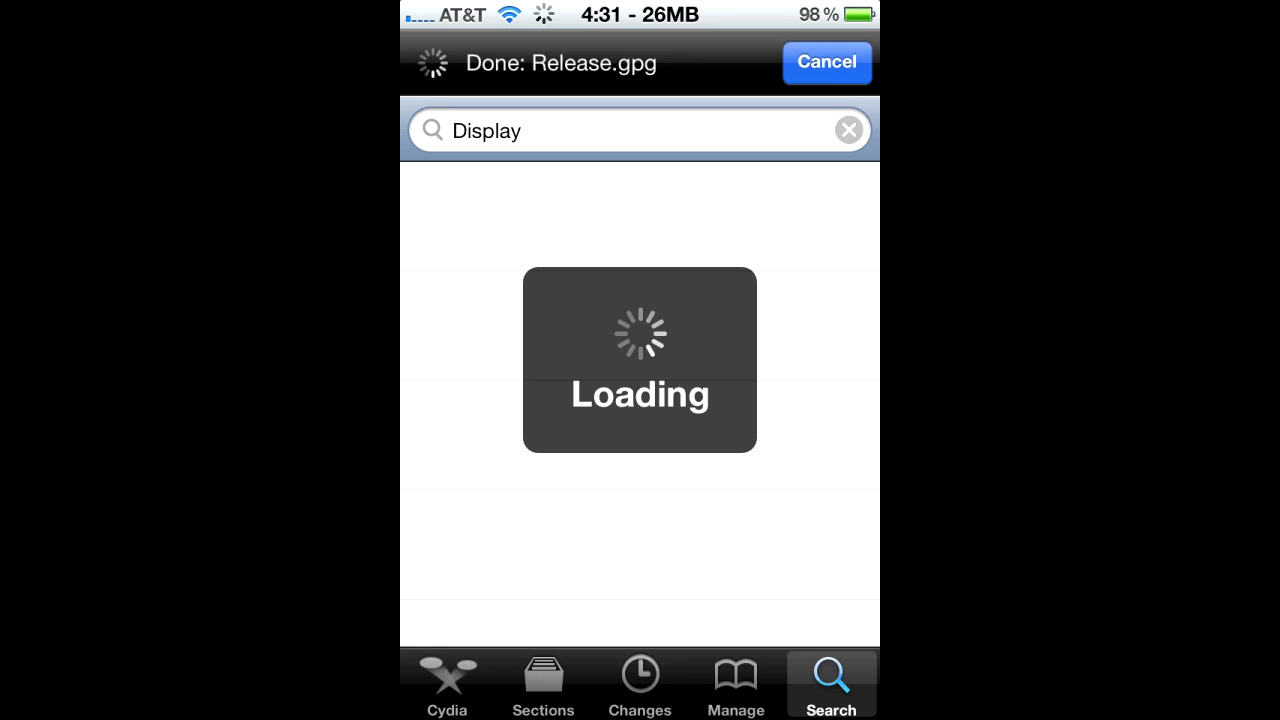 AT&T 4:31 - 26MB 98 %
Done: Release.gpg Cancel
Display
Loading
Cydia Sections Changes Manage Search